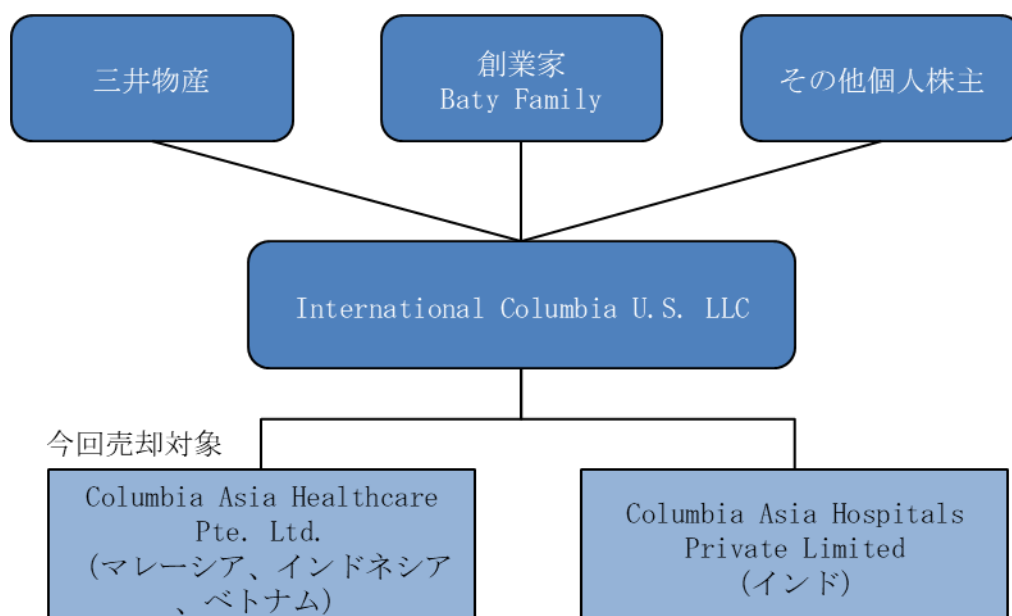 三井物産
創業家
Baty Family
その他個人株主
International Columbia U.S. LLC
今回売却対象
Columbia Asia Healthcare
Pte. Ltd.
(マレーシア、インドネシア
、ベトナム)
Columbia Asia Hospitals
Private Limited
(インド)